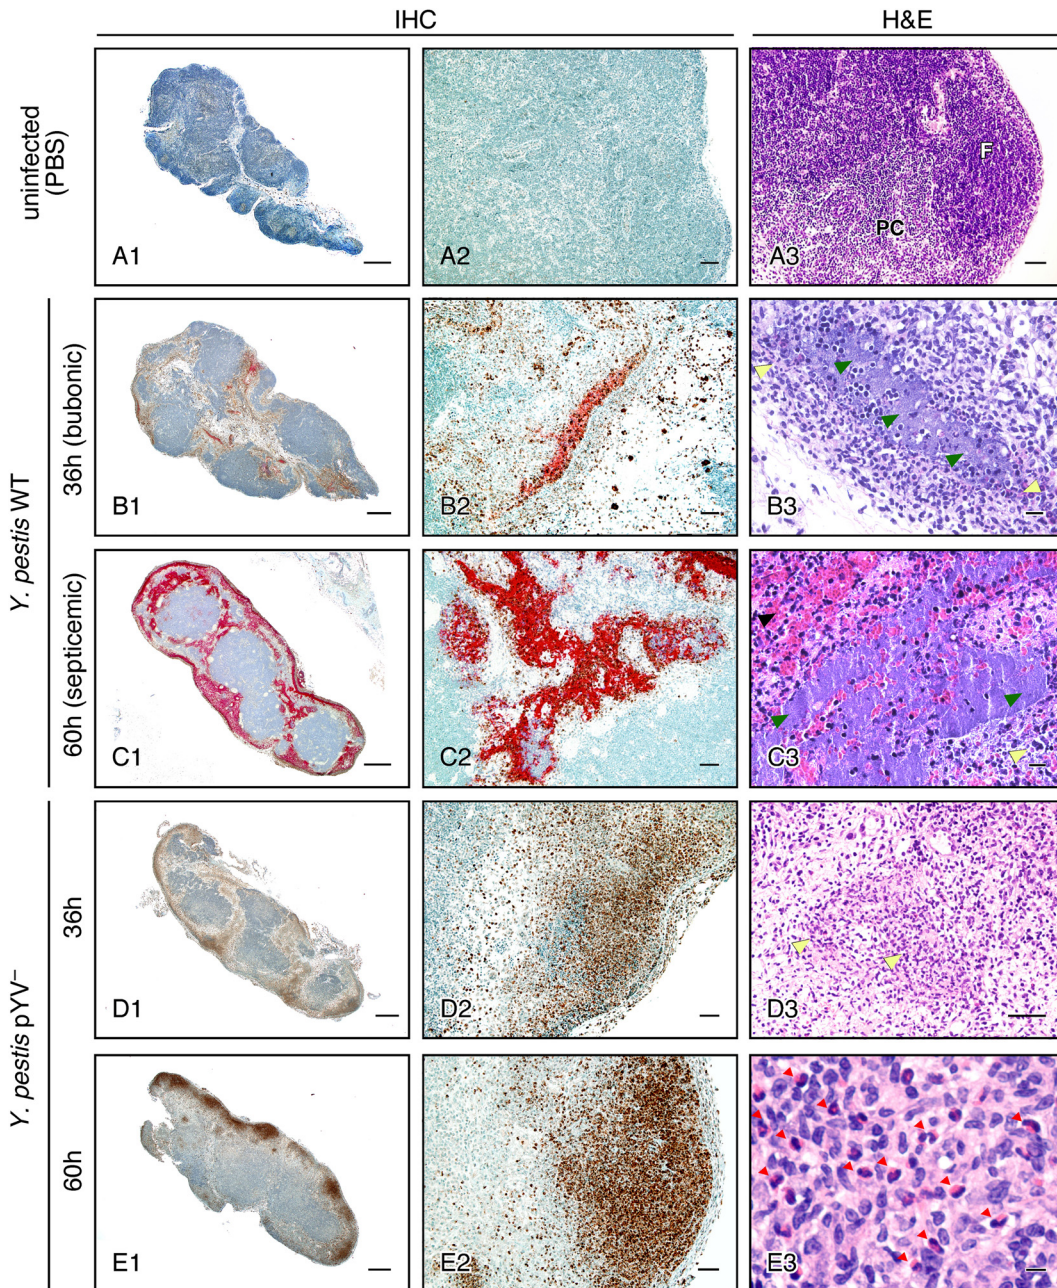 IHC
H&E
uninfected
(PBS)
A1
A2
A3
F
PC
Y. pestis WT
36h (bubonic)
B1
B2
B3
60h (septicemic)
C1
C2
C3
Y. pestis pYV–
36h
D1
D2
D3
60h
E1
E2
E3